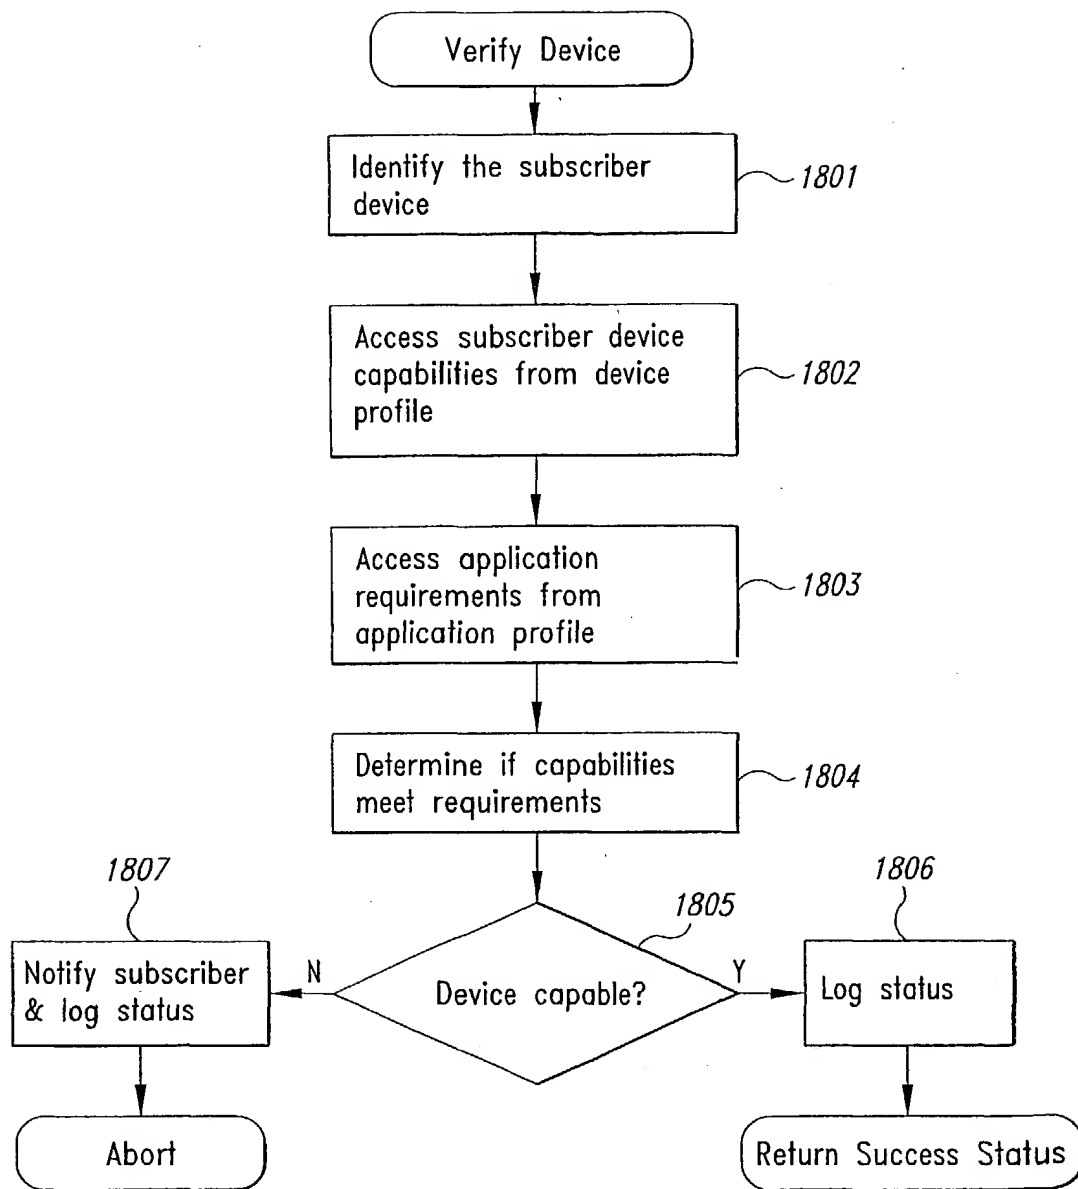 Verify Device
Identify the subscriber
device
1801
Access subscriber device
capabilities from device
profile
1802
Access application
requirements from
application profile
1803
Determine if capabilities
meet requirements
1804
1807
1806
1805
Notify subscriber
& log status
N
Device capable?
Y
Log status
Abort
Return Success Status